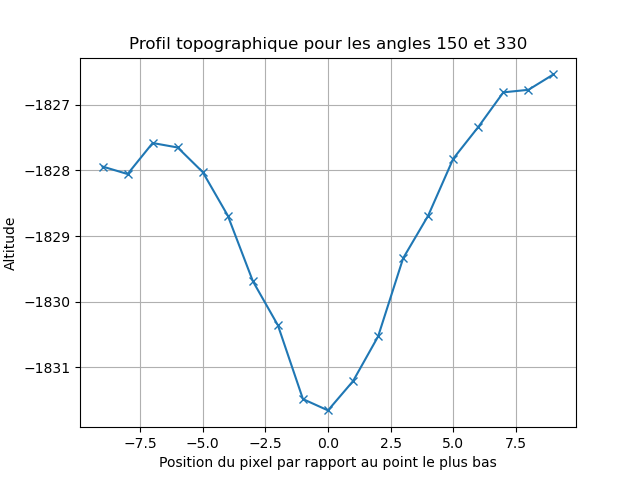 Profil topographique pour les angles 150 et 330
−1827
−1828
−1829
−1830
−1831
Altitude
−7.5 −5.0 −2.5 0.0 2.5 5.0 7.5
Position du pixel par rapport au point le plus bas